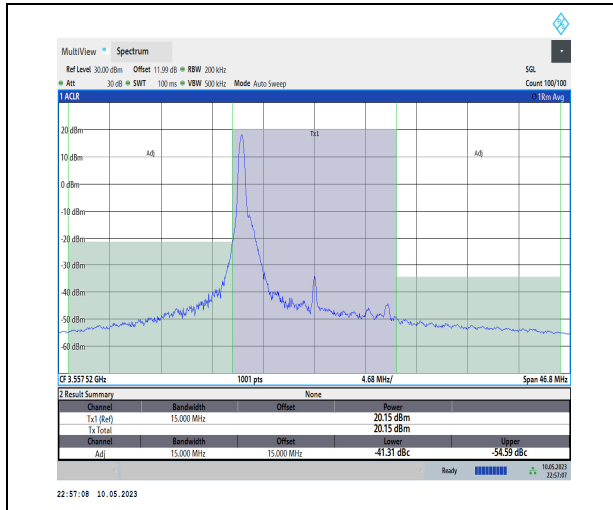 MultiView Spectrum
Ref Level 30.00 dBm Offset 11.99 dB RBW 200 kHz SGL
Att 30 dB SWT 100 ms VBW 500 kHz Mode Auto Sweep Count 100/100
1 ACLR 1Rm Avg
Tx1
20 dBm
Adj Adj
10 dBm
0 dBm
-10 dBm
-20 dBm
-30 dBm
-40 dBm
-50 dBm
-60 dBm
CF 3.557 52 GHz 1001 pts 4.68 MHz/ Span 46.8 MHz
2 Result Summary None
Channel Bandwidth Offset Power
Tx1 (Ref) 15.000 MHz 20.15 dBm
Tx Total 20.15 dBm
Channel Bandwidth Offset Lower Upper
Adj 15.000 MHz 15.000 MHz -41.31 dBc -54.59 dBc
Ready 10.05.2023
22:57:07
22:57:08 10.05.2023